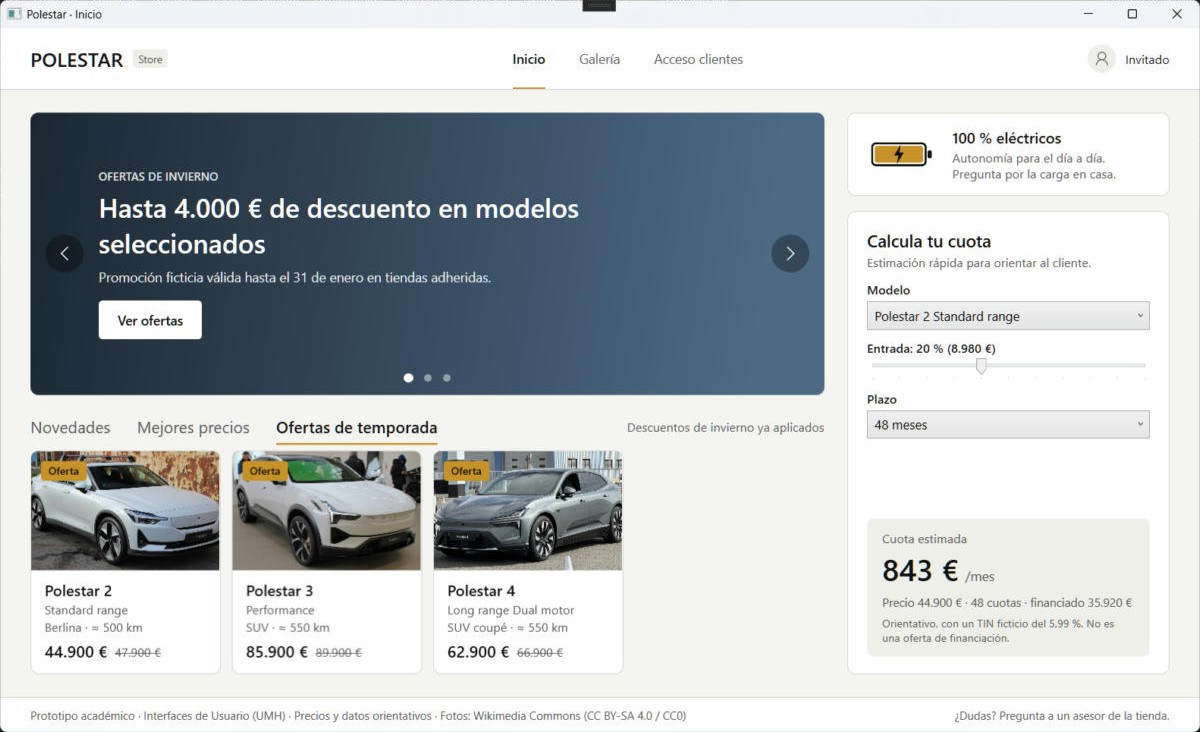 Polestar · Inicio
POLESTAR Store
Inicio Galería Acceso clientes
Invitado
OFERTAS DE INVIERNO
Hasta 4.000 € de descuento en modelos
seleccionados
Promoción ficticia válida hasta el 31 de enero en tiendas adheridas.
Ver ofertas
100 % eléctricos
Autonomía para el día a día.
Pregunta por la carga en casa.
Calcula tu cuota
Estimación rápida para orientar al cliente.
Modelo
Polestar 2 Standard range
Entrada: 20 % (8.980 €)
Plazo
48 meses
Cuota estimada
843 € /mes
Precio 44.900 € · 48 cuotas · financiado 35.920 €
Orientativo, con un TIN ficticio del 5,99 %. No es
una oferta de financiación.
Novedades Mejores precios Ofertas de temporada
Descuentos de invierno ya aplicados
Oferta
Polestar 2
Standard range
Berlina · ≈ 500 km
44.900 € 47.900 €
Oferta
Polestar 3
Performance
SUV · ≈ 550 km
85.900 € 89.900 €
Oferta
Polestar 4
Long range Dual motor
SUV coupé · ≈ 550 km
62.900 € 66.900 €
Prototipo académico · Interfaces de Usuario (UMH) · Precios y datos orientativos · Fotos: Wikimedia Commons (CC BY-SA 4.0 / CC0)
¿Dudas? Pregunta a un asesor de la tienda.